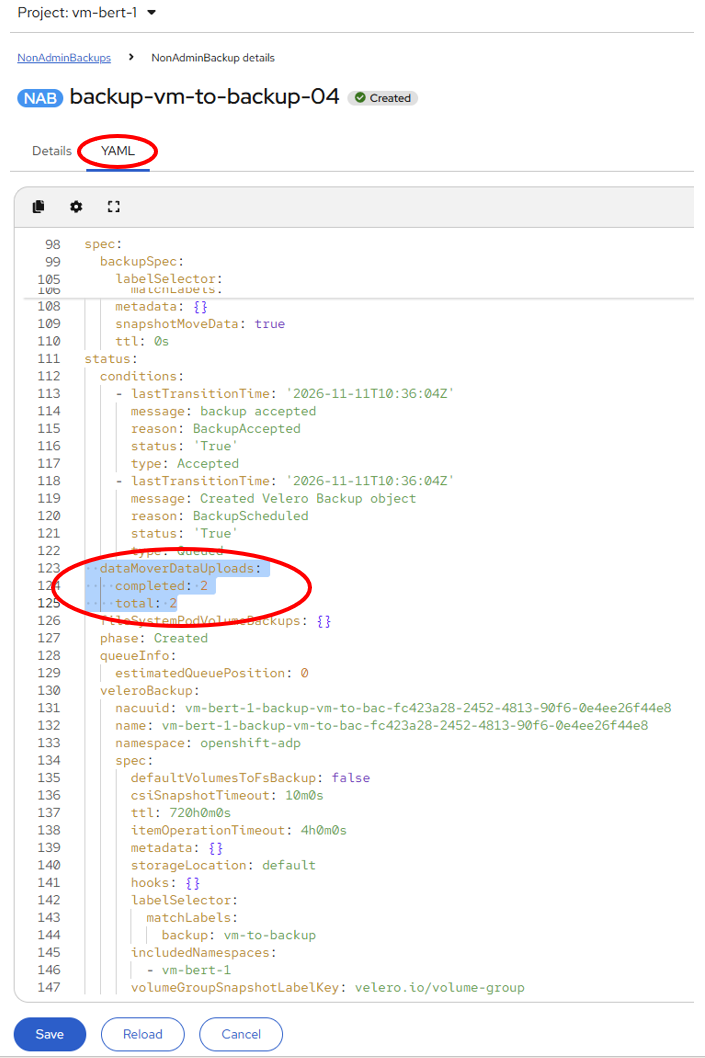 Project: vm-bert-1
NonAdminBackups > NonAdminBackup details
NAB backup-vm-to-backup-04 Created
Details YAML
98 spec:
99 backupSpec:
105 labelSelector:
106 matchLabels:
108 metadata: {}
109 snapshotMoveData: true
110 ttl: 0s
111 status:
112 conditions:
113 - lastTransitionTime: '2026-11-11T10:36:04Z'
114 message: backup accepted
115 reason: BackupAccepted
116 status: 'True'
117 type: Accepted
118 - lastTransitionTime: '2026-11-11T10:36:04Z'
119 message: Created Velero Backup object
120 reason: BackupScheduled
121 status: 'True'
122 type: Queued
123 dataMoverDataUploads:
124 completed: 2
125 total: 2
126 fileSystemPodVolumeBackups: {}
127 phase: Created
128 queueInfo:
129 estimatedQueuePosition: 0
130 veleroBackup:
131 nacuuid: vm-bert-1-backup-vm-to-bac-fc423a28-2452-4813-90f6-0e4ee26f44e8
132 name: vm-bert-1-backup-vm-to-bac-fc423a28-2452-4813-90f6-0e4ee26f44e8
133 namespace: openshift-adp
134 spec:
135 defaultVolumesToFsBackup: false
136 csiSnapshotTimeout: 10m0s
137 ttl: 720h0m0s
138 itemOperationTimeout: 4h0m0s
139 metadata: {}
140 storageLocation: default
141 hooks: {}
142 labelSelector:
143 matchLabels:
144 backup: vm-to-backup
145 includedNamespaces:
146 - vm-bert-1
147 volumeGroupSnapshotLabelKey: velero.io/volume-group
Save Reload Cancel